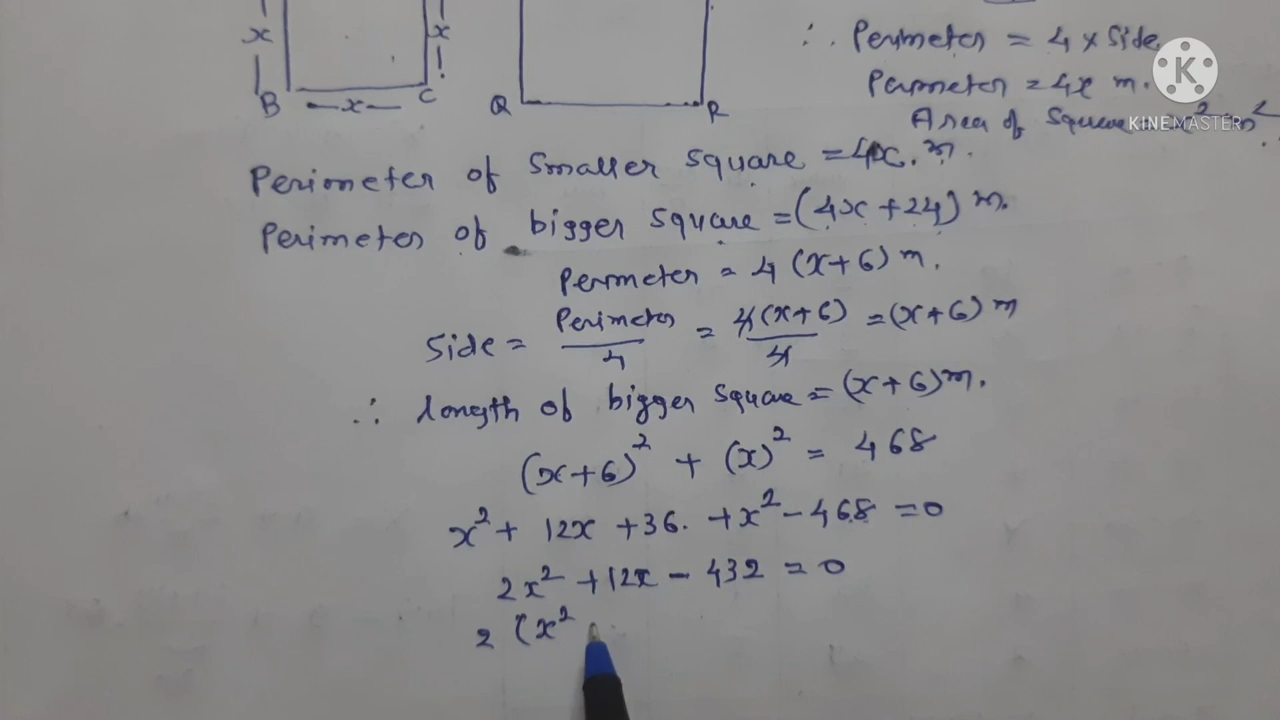 x x
B x C Q R
∴ Perimeter = 4 × Side
Perimeter = 4x m.
K
KINEMASTER
Area of Square
Perimeter of Smaller Square = 4x. m.
Perimeter of bigger Square = (4x + 24) m.
Perimeter = 4 (x+6) m.
Side = Perimeter / 4 = 4(x+6) / 4 = (x+6) m
∴ length of bigger Square = (x+6) m.
(x+6)² + (x)² = 468
x² + 12x + 36. + x² - 468 = 0
2x² + 12x - 432 = 0
2 (x²